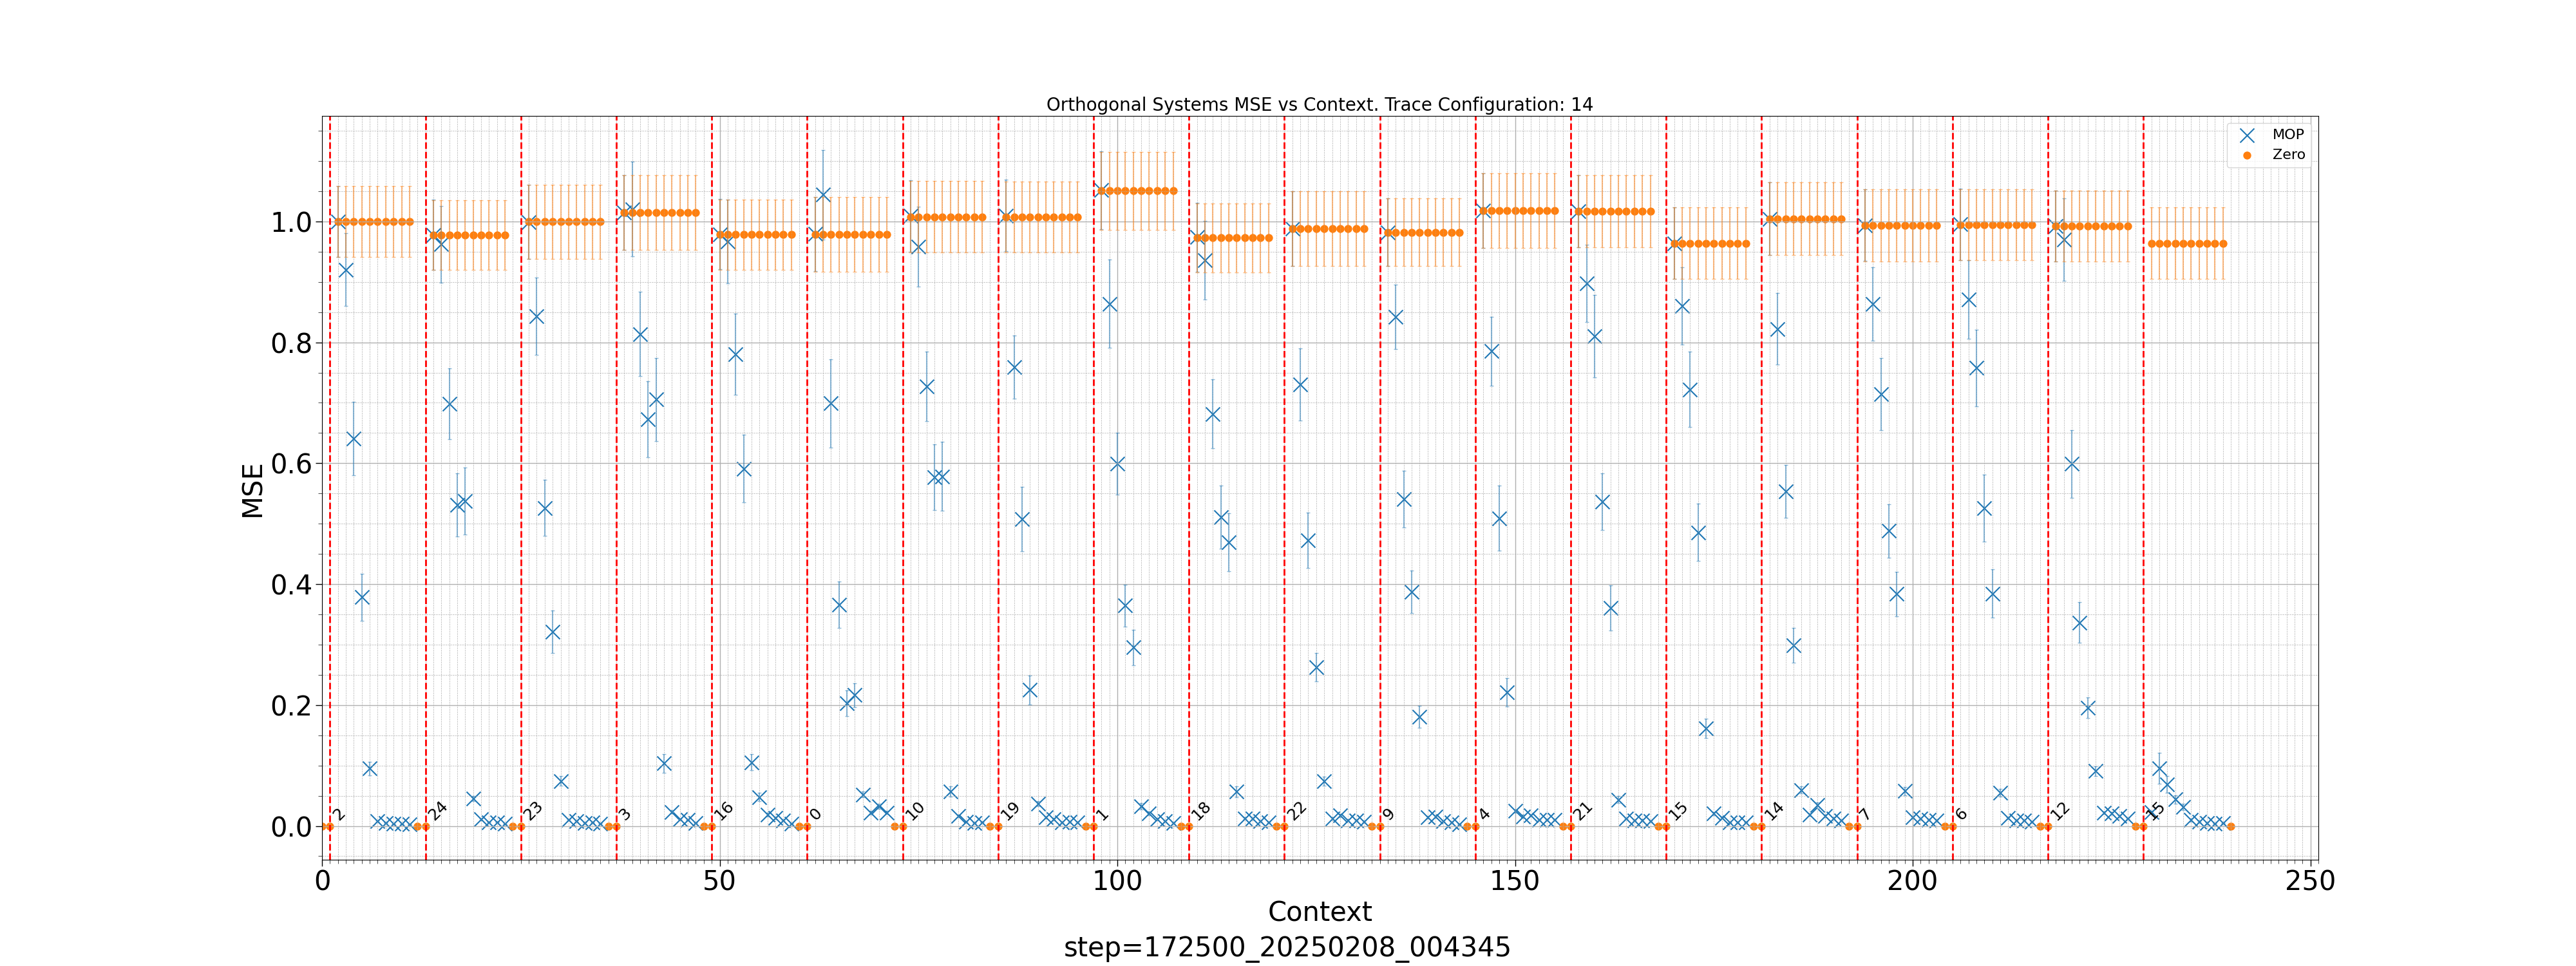 Orthogonal Systems MSE vs Context. Trace Configuration: 14
MOP
Zero
MSE
1.0
0.8
0.6
0.4
0.2
0.0
2 24 23 3 16 0 10 19 1 18 22 9 4 21 15 14 7 6 12 15
0 50 100 150 200 250
Context
step=172500_20250208_004345